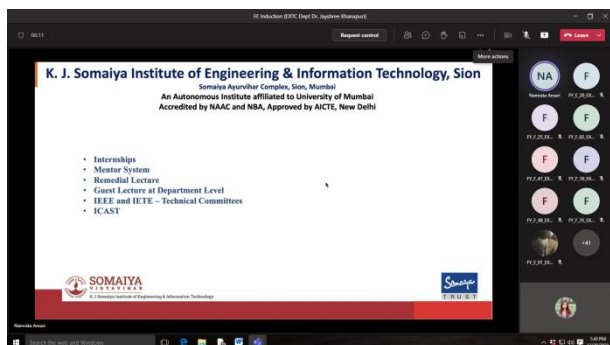 FE Induction (EXTC Dept Dr. Jayshree Khanapuri)
00:11
Request control
Leave
More actions
K. J. Somaiya Institute of Engineering & Information Technology, Sion
Somaiya Ayurvihar Complex, Sion, Mumbai
An Autonomous Institute affiliated to University of Mumbai
Accredited by NAAC and NBA, Approved by AICTE, New Delhi
• Internships
• Mentor System
• Remedial Lecture
• Guest Lecture at Department Level
• IEEE and IETE – Technical Committees
• ICAST
SOMAIYA
VIDYAVIHAR
K J Somaiya Institute of Engineering & Information Technology
Somaiya
TRUST
Namrata Ansari
NA
F
Namrata Ansari
F
F
F
F
F
F
+41
Search the web and Windows
5:43 PM